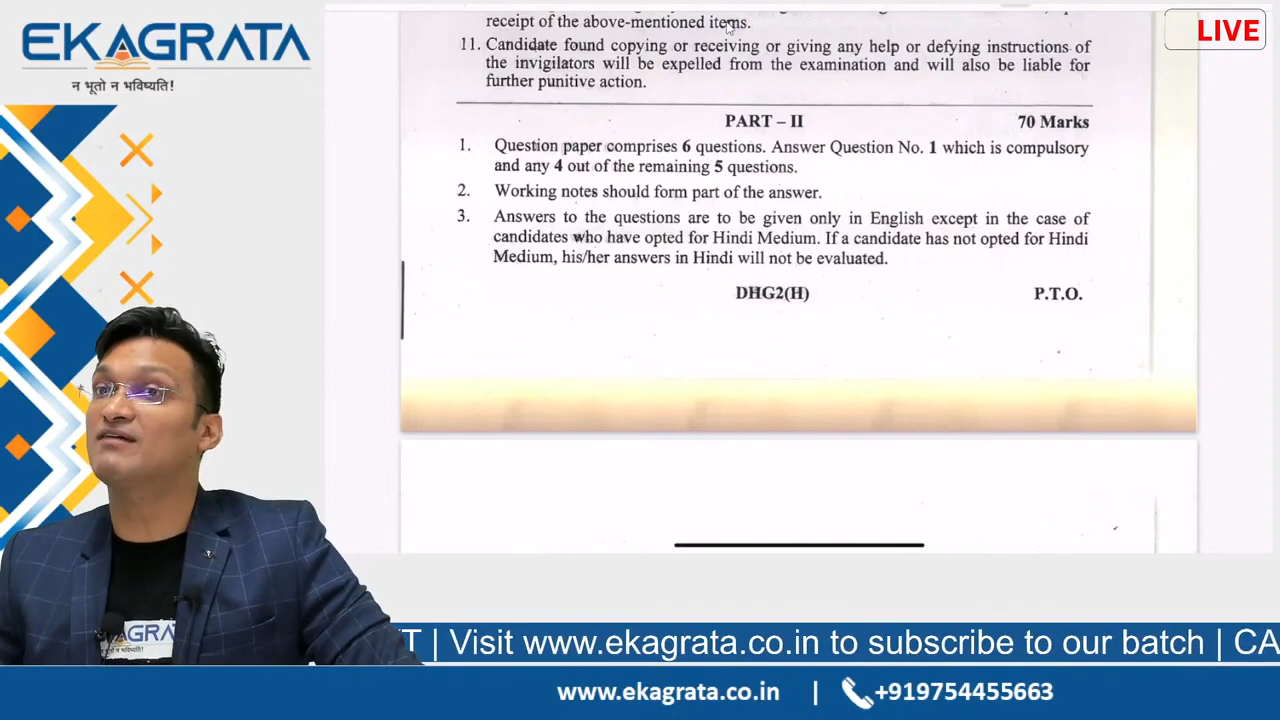 EKAGRATA
न भूतो न भविष्यति!
LIVE
receipt of the above-mentioned items.
11. Candidate found copying or receiving or giving any help or defying instructions of
the invigilators will be expelled from the examination and will also be liable for
further punitive action.
PART – II 70 Marks
1. Question paper comprises 6 questions. Answer Question No. 1 which is compulsory
and any 4 out of the remaining 5 questions.
2. Working notes should form part of the answer.
3. Answers to the questions are to be given only in English except in the case of
candidates who have opted for Hindi Medium. If a candidate has not opted for Hindi
Medium, his/her answers in Hindi will not be evaluated.
DHG2(H) P.T.O.
AGRA
| Visit www.ekagrata.co.in to subscribe to our batch | CA
www.ekagrata.co.in | +919754455663